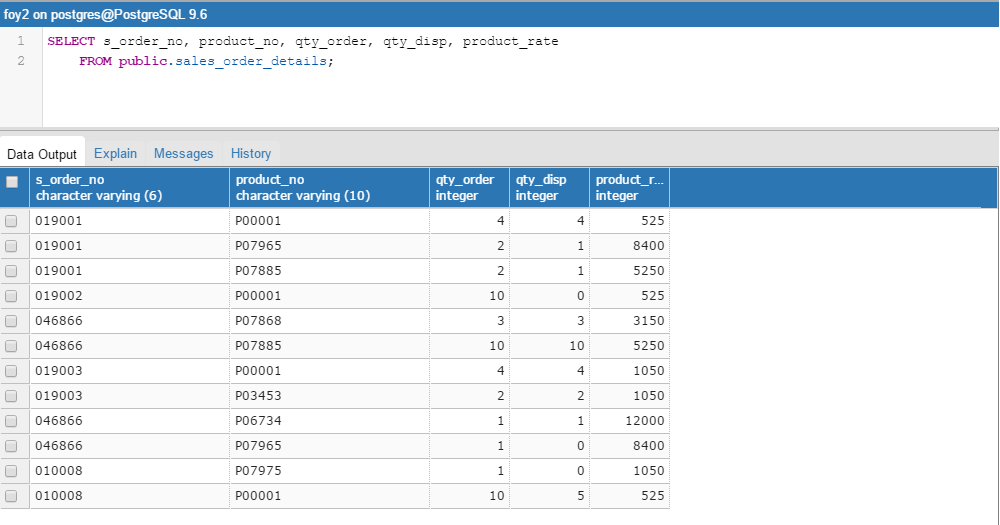 foy2 on postgres@PostgreSQL 9.6
1 SELECT s_order_no, product_no, qty_order, qty_disp, product_rate
2 FROM public.sales_order_details;
Data Output Explain Messages History
s_order_no product_no qty_order qty_disp product_r...
character varying (6) character varying (10) integer integer integer
019001 P00001 4 4 525
019001 P07965 2 1 8400
019001 P07885 2 1 5250
019002 P00001 10 0 525
046866 P07868 3 3 3150
046866 P07885 10 10 5250
019003 P00001 4 4 1050
019003 P03453 2 2 1050
046866 P06734 1 1 12000
046866 P07965 1 0 8400
010008 P07975 1 0 1050
010008 P00001 10 5 525